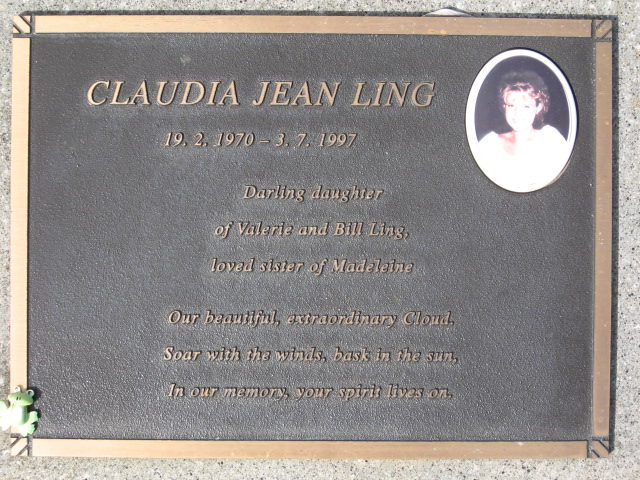 CLAUDIA JEAN LING
19. 2. 1970 – 3. 7. 1997
Darling daughter
of Valerie and Bill Ling,
loved sister of Madeleine
Our beautiful, extraordinary Cloud.
Soar with the winds, bask in the sun,
In our memory, your spirit lives on.